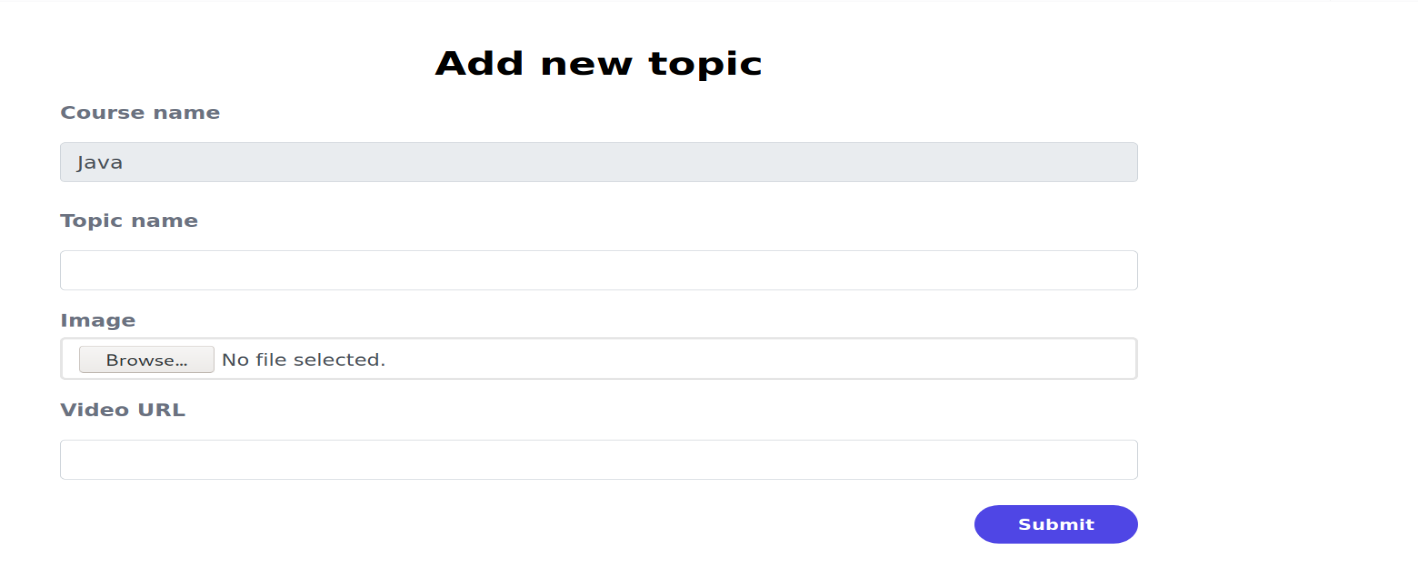 Add new topic
Course name
Java
Topic name
Image
Browse... No file selected.
Video URL
Submit